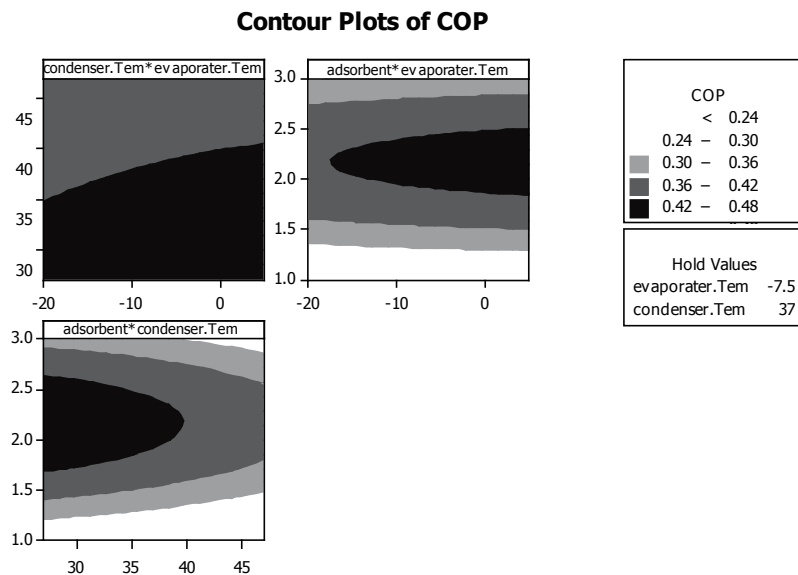 Contour Plots of COP
condenser.Tem*evaporater.Tem
45
40
35
30
-20 -10 0
adsorbent*evaporater.Tem
3.0
2.5
2.0
1.5
1.0
-20 -10 0
adsorbent*condenser.Tem
3.0
2.5
2.0
1.5
1.0
30 35 40 45
COP
< 0.24
0.24 – 0.30
0.30 – 0.36
0.36 – 0.42
0.42 – 0.48
Hold Values
evaporater.Tem -7.5
condenser.Tem 37